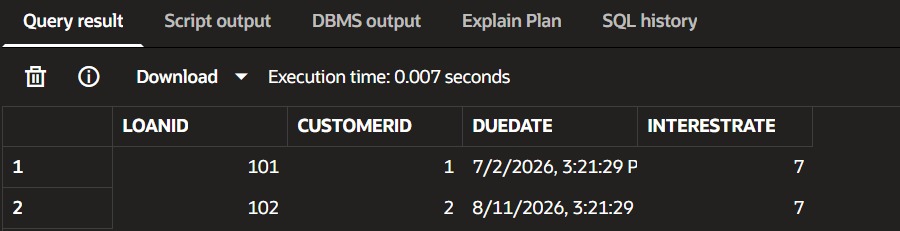 Query result Script output DBMS output Explain Plan SQL history
Download Execution time: 0.007 seconds
LOANID CUSTOMERID DUEDATE INTERESTRATE
1 101 1 7/2/2026, 3:21:29 P 7
2 102 2 8/11/2026, 3:21:29 7